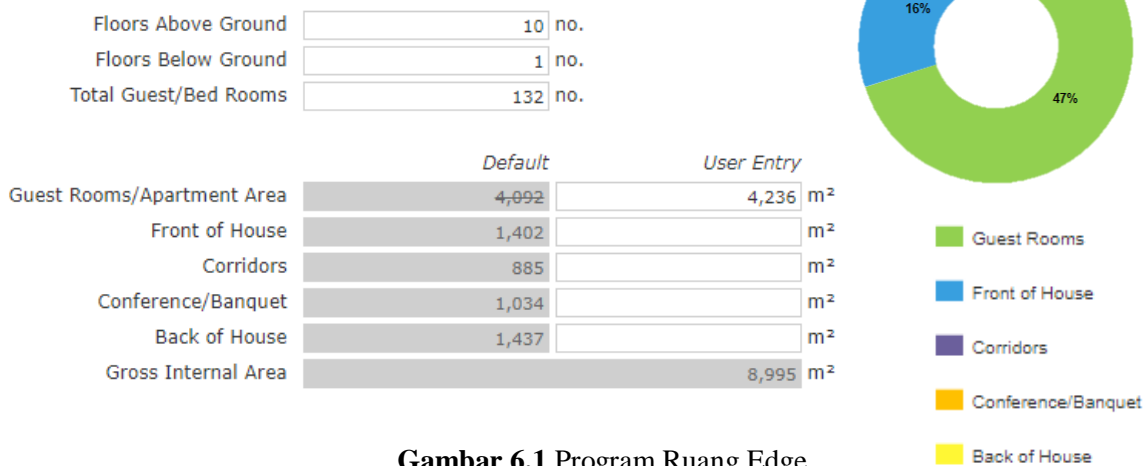 Floors Above Ground 10 no.
Floors Below Ground 1 no.
Total Guest/Bed Rooms 132 no.
Default User Entry
Guest Rooms/Apartment Area 4,092 4,236 m²
Front of House 1,402 m²
Corridors 885 m²
Conference/Banquet 1,034 m²
Back of House 1,437 m²
Gross Internal Area 8,995 m²
16%
47%
Guest Rooms
Front of House
Corridors
Conference/Banquet
Back of House
Gambar 6.1 Program Ruang Edge